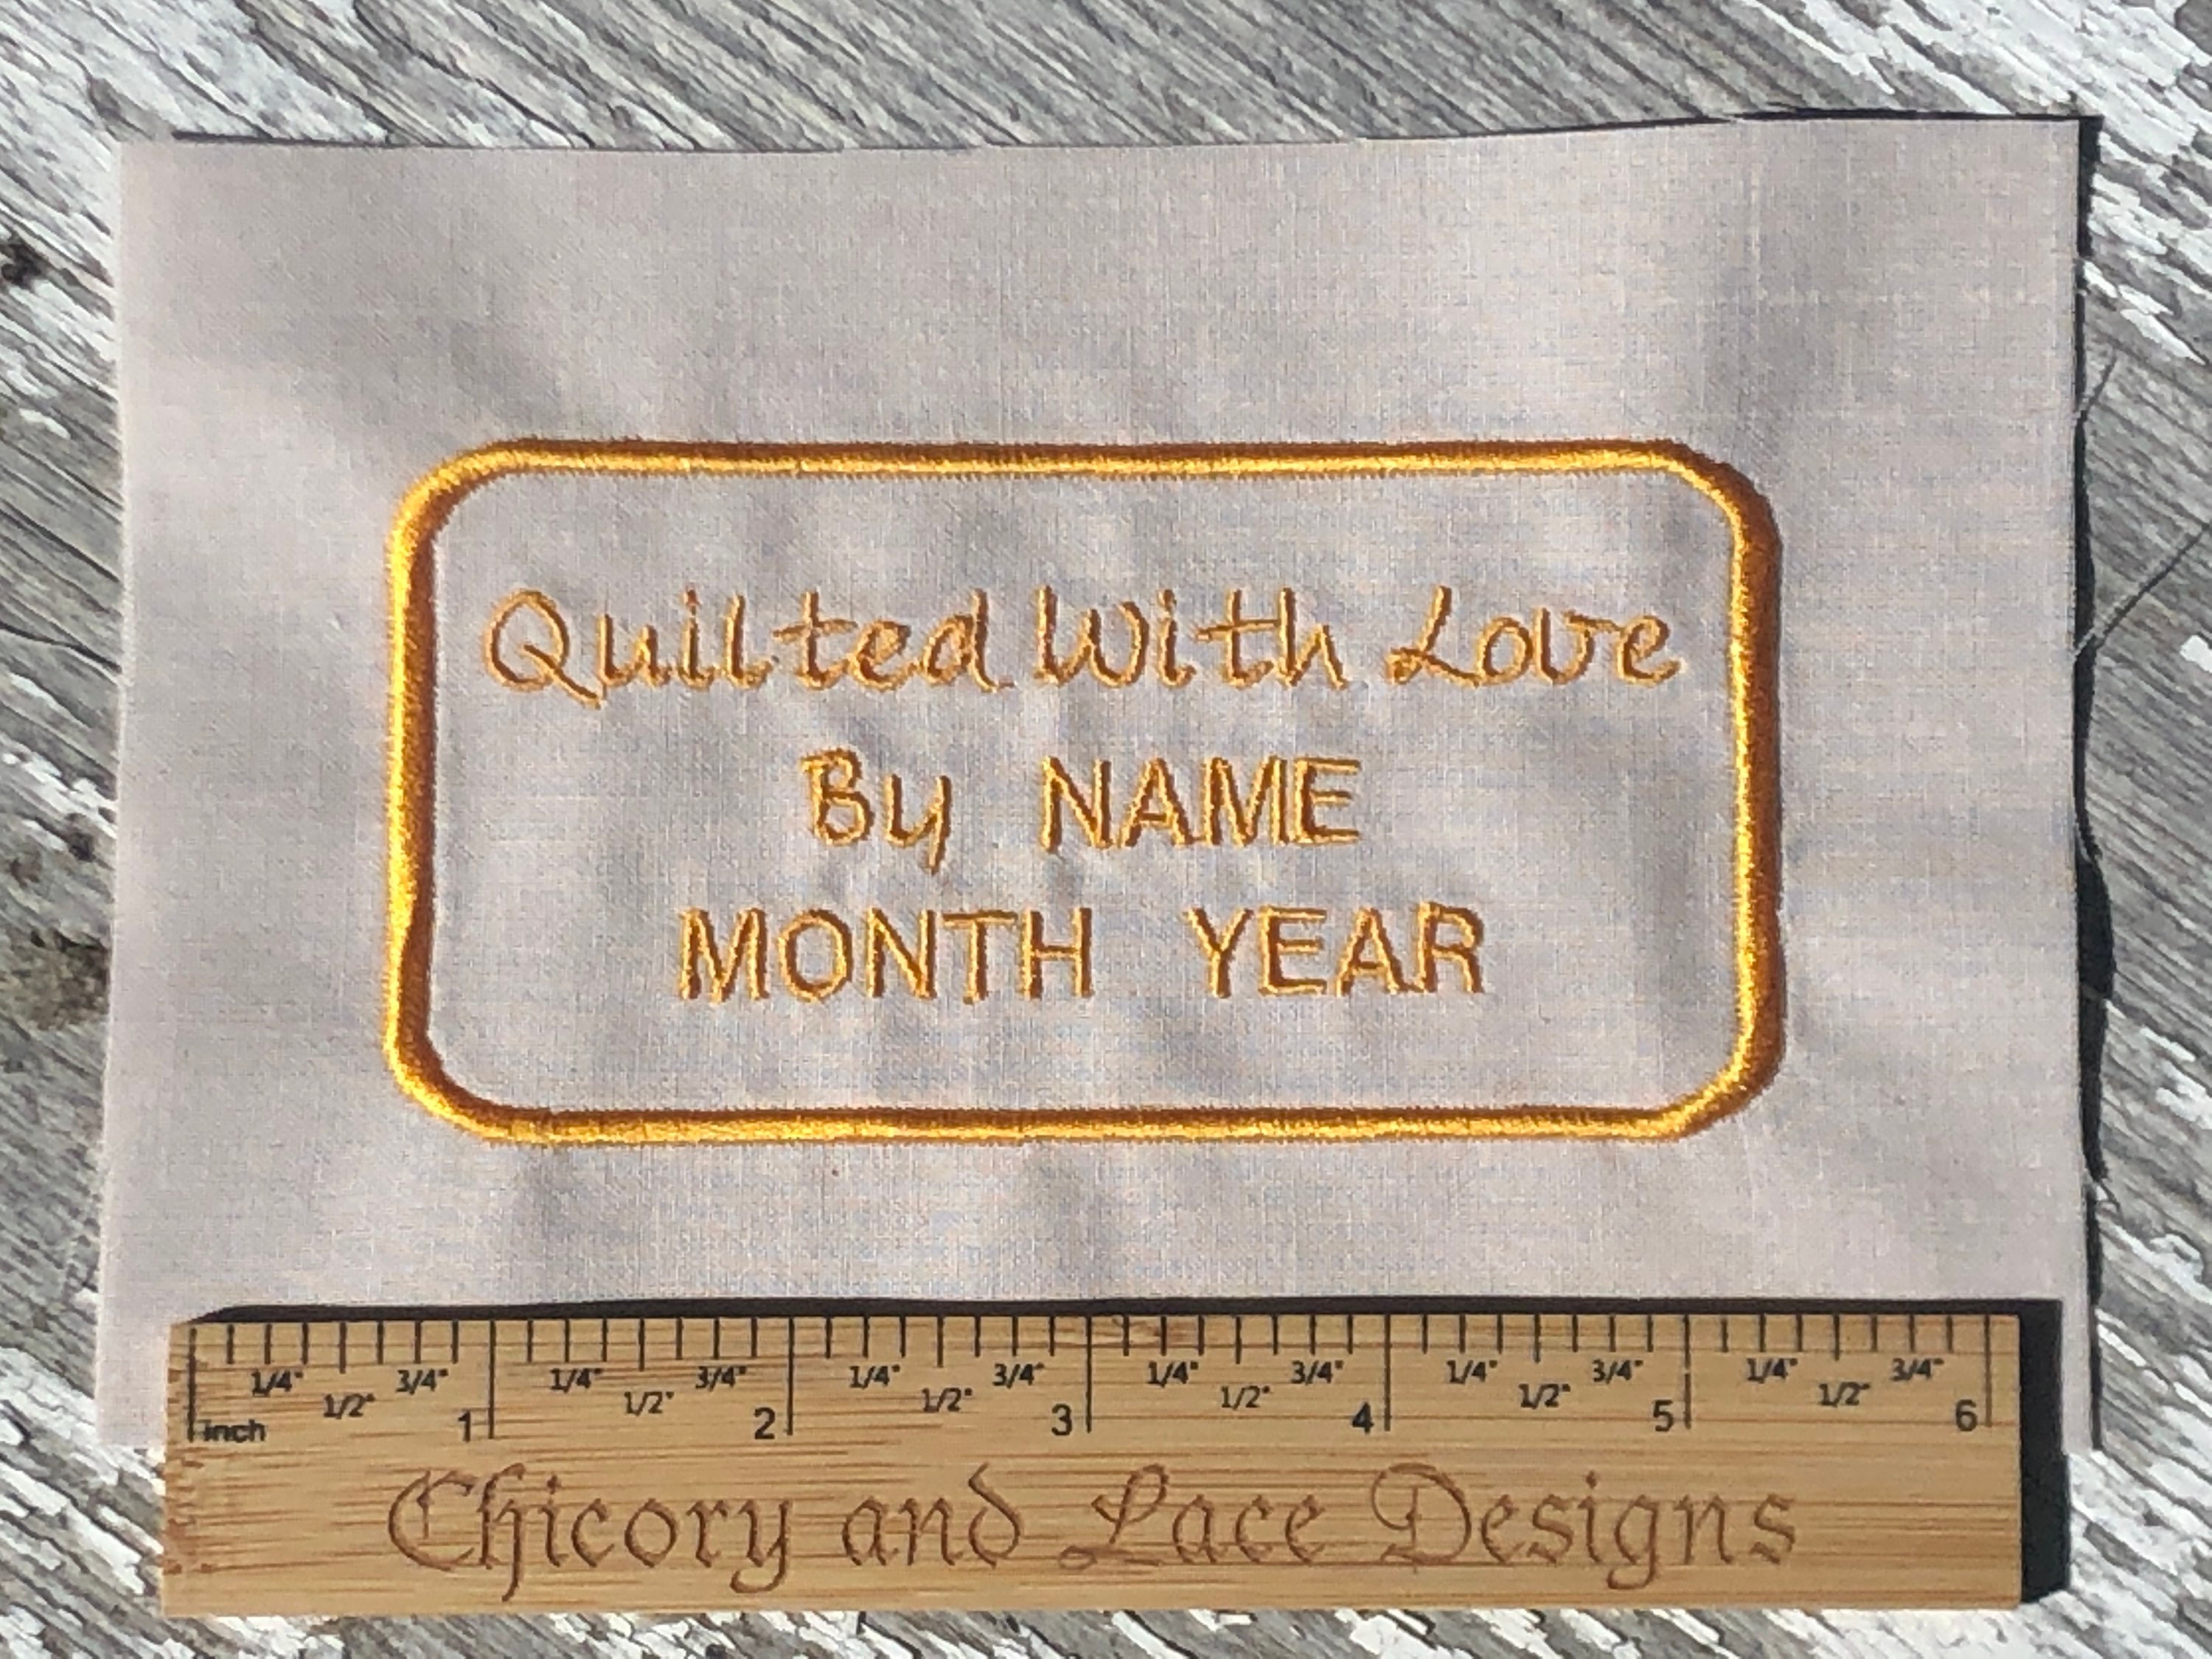 Quilted With Love
By NAME
MONTH YEAR
1/4" 1/2" 3/4" 1/4" 1/2" 3/4" 1/4" 1/2" 3/4" 1/4" 1/2" 3/4" 1/4" 1/2" 3/4" 1/4" 1/2" 3/4"
inch 1 2 3 4 5 6
Chicory and Lace Designs